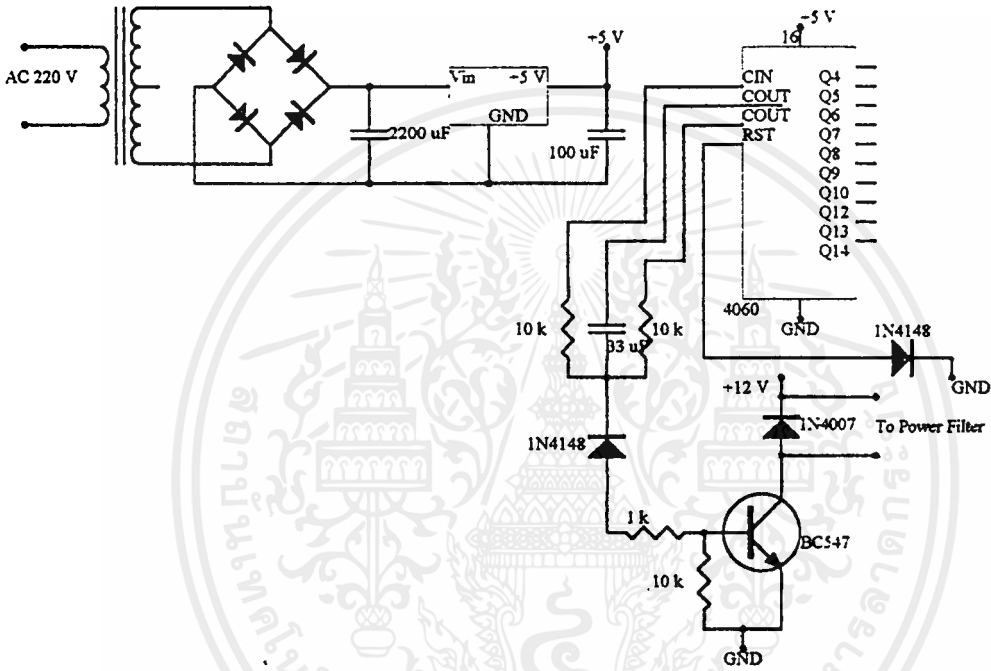 AC 220 V
Vin
+5 V
GND
2200 uF
+5 V
100 uF
+5 V
16
CIN
COUT
COUT
RST
Q4
Q5
Q6
Q7
Q8
Q9
Q10
Q12
Q13
Q14
4060
GND
10 k
33 uF
10 k
1N4148
GND
+12 V
1N4007
To Power Filter
1N4148
1 k
BC547
10 k
GND